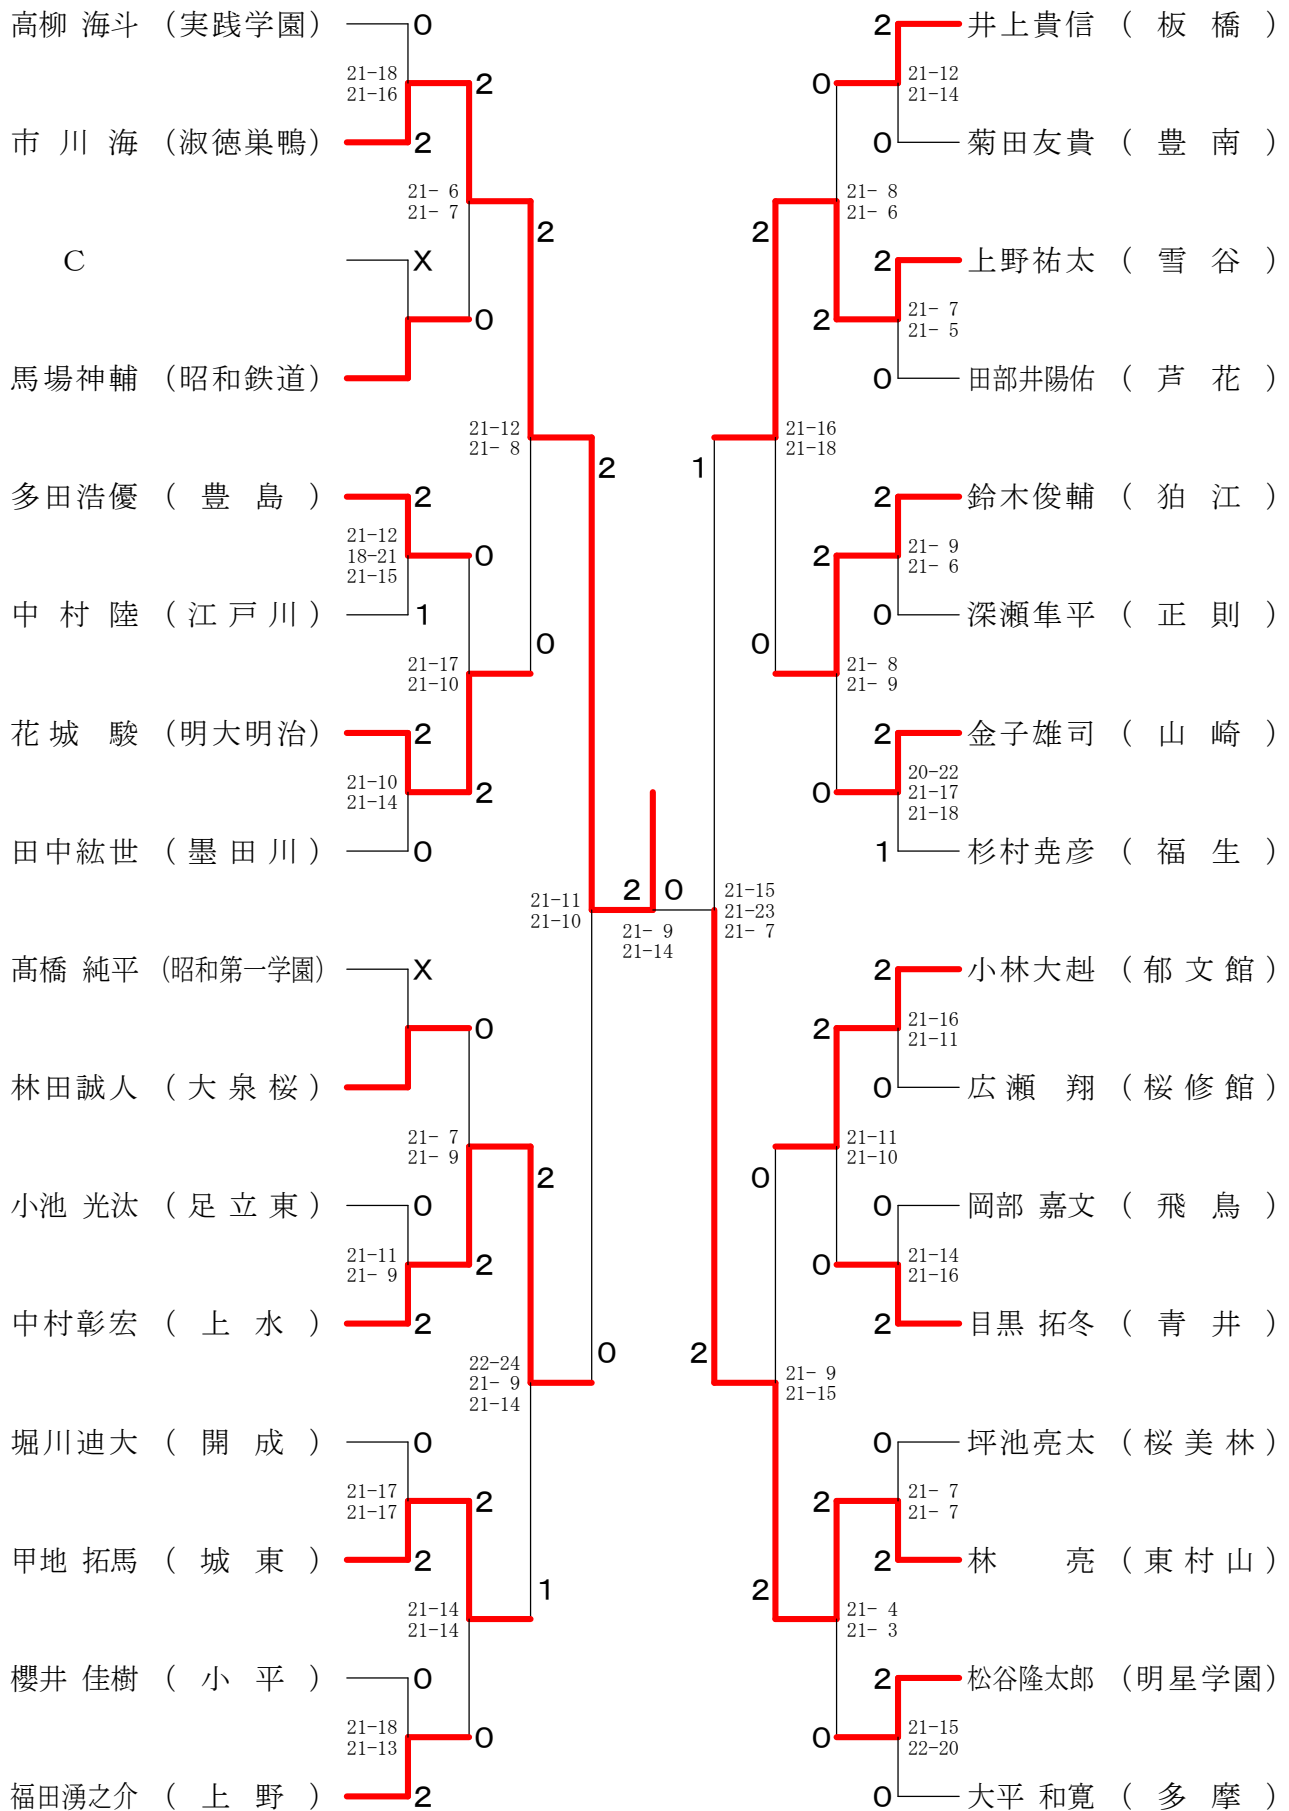 高柳 海斗 （実践学園） 0
21-18
21-16
2
市 川 海 （淑徳巣鴨） 2
21- 6
21- 7
2
C X
0
馬場神輔 （昭和鉄道）
21-12
21- 8
2
多田浩優 （ 豊 島 ） 2
21-12
18-21
21-15
0
中 村 陸 （ 江 戸 川 ） 1
21-17
21-10
0
花 城 駿 （明大明治） 2
21-10
21-14
2
田中紘世 （ 墨 田 川 ） 0
21-11
21-10
2 0
21- 9
21-14
髙橋 純平 （昭和第一学園） X
0
林田誠人 （ 大 泉 桜 ）
21- 7
21- 9
2
小池 光汰 （ 足 立 東 ） 0
21-11
21- 9
2
中村彰宏 （ 上 水 ） 2
22-24
21- 9
21-14
0
堀川迪大 （ 開 成 ） 0
21-17
21-17
2
甲地 拓馬 （ 城 東 ） 2
21-14
21-14
1
櫻井 佳樹 （ 小 平 ） 0
21-18
21-13
0
福田湧之介 （ 上 野 ） 2
2 井上貴信 （ 板 橋 ）
0
21-12
21-14
0 菊田友貴 （ 豊 南 ）
2
21- 8
21- 6
2 上野祐太 （ 雪 谷 ）
2
21- 7
21- 5
0 田部井陽佑 （ 芦 花 ）
1
21-16
21-18
2 鈴木俊輔 （ 狛 江 ）
2
21- 9
21- 6
0 深瀬隼平 （ 正 則 ）
0
21- 8
21- 9
2 金子雄司 （ 山 崎 ）
0
20-22
21-17
21-18
1 杉村尭彦 （ 福 生 ）
21-15
21-23
21- 7
2 小林大赳 （ 郁 文 館 ）
2
21-16
21-11
0 広瀬 翔 （ 桜 修 館 ）
0
21-11
21-10
0 岡部 嘉文 （ 飛 鳥 ）
0
21-14
21-16
2 目黒 拓冬 （ 青 井 ）
2
21- 9
21-15
0 坪池亮太 （ 桜 美 林 ）
2
21- 7
21- 7
2 林 亮 （ 東 村 山 ）
2
21- 4
21- 3
2 松谷隆太郎 （明星学園）
0
21-15
22-20
0 大平 和寛 （ 多 摩 ）